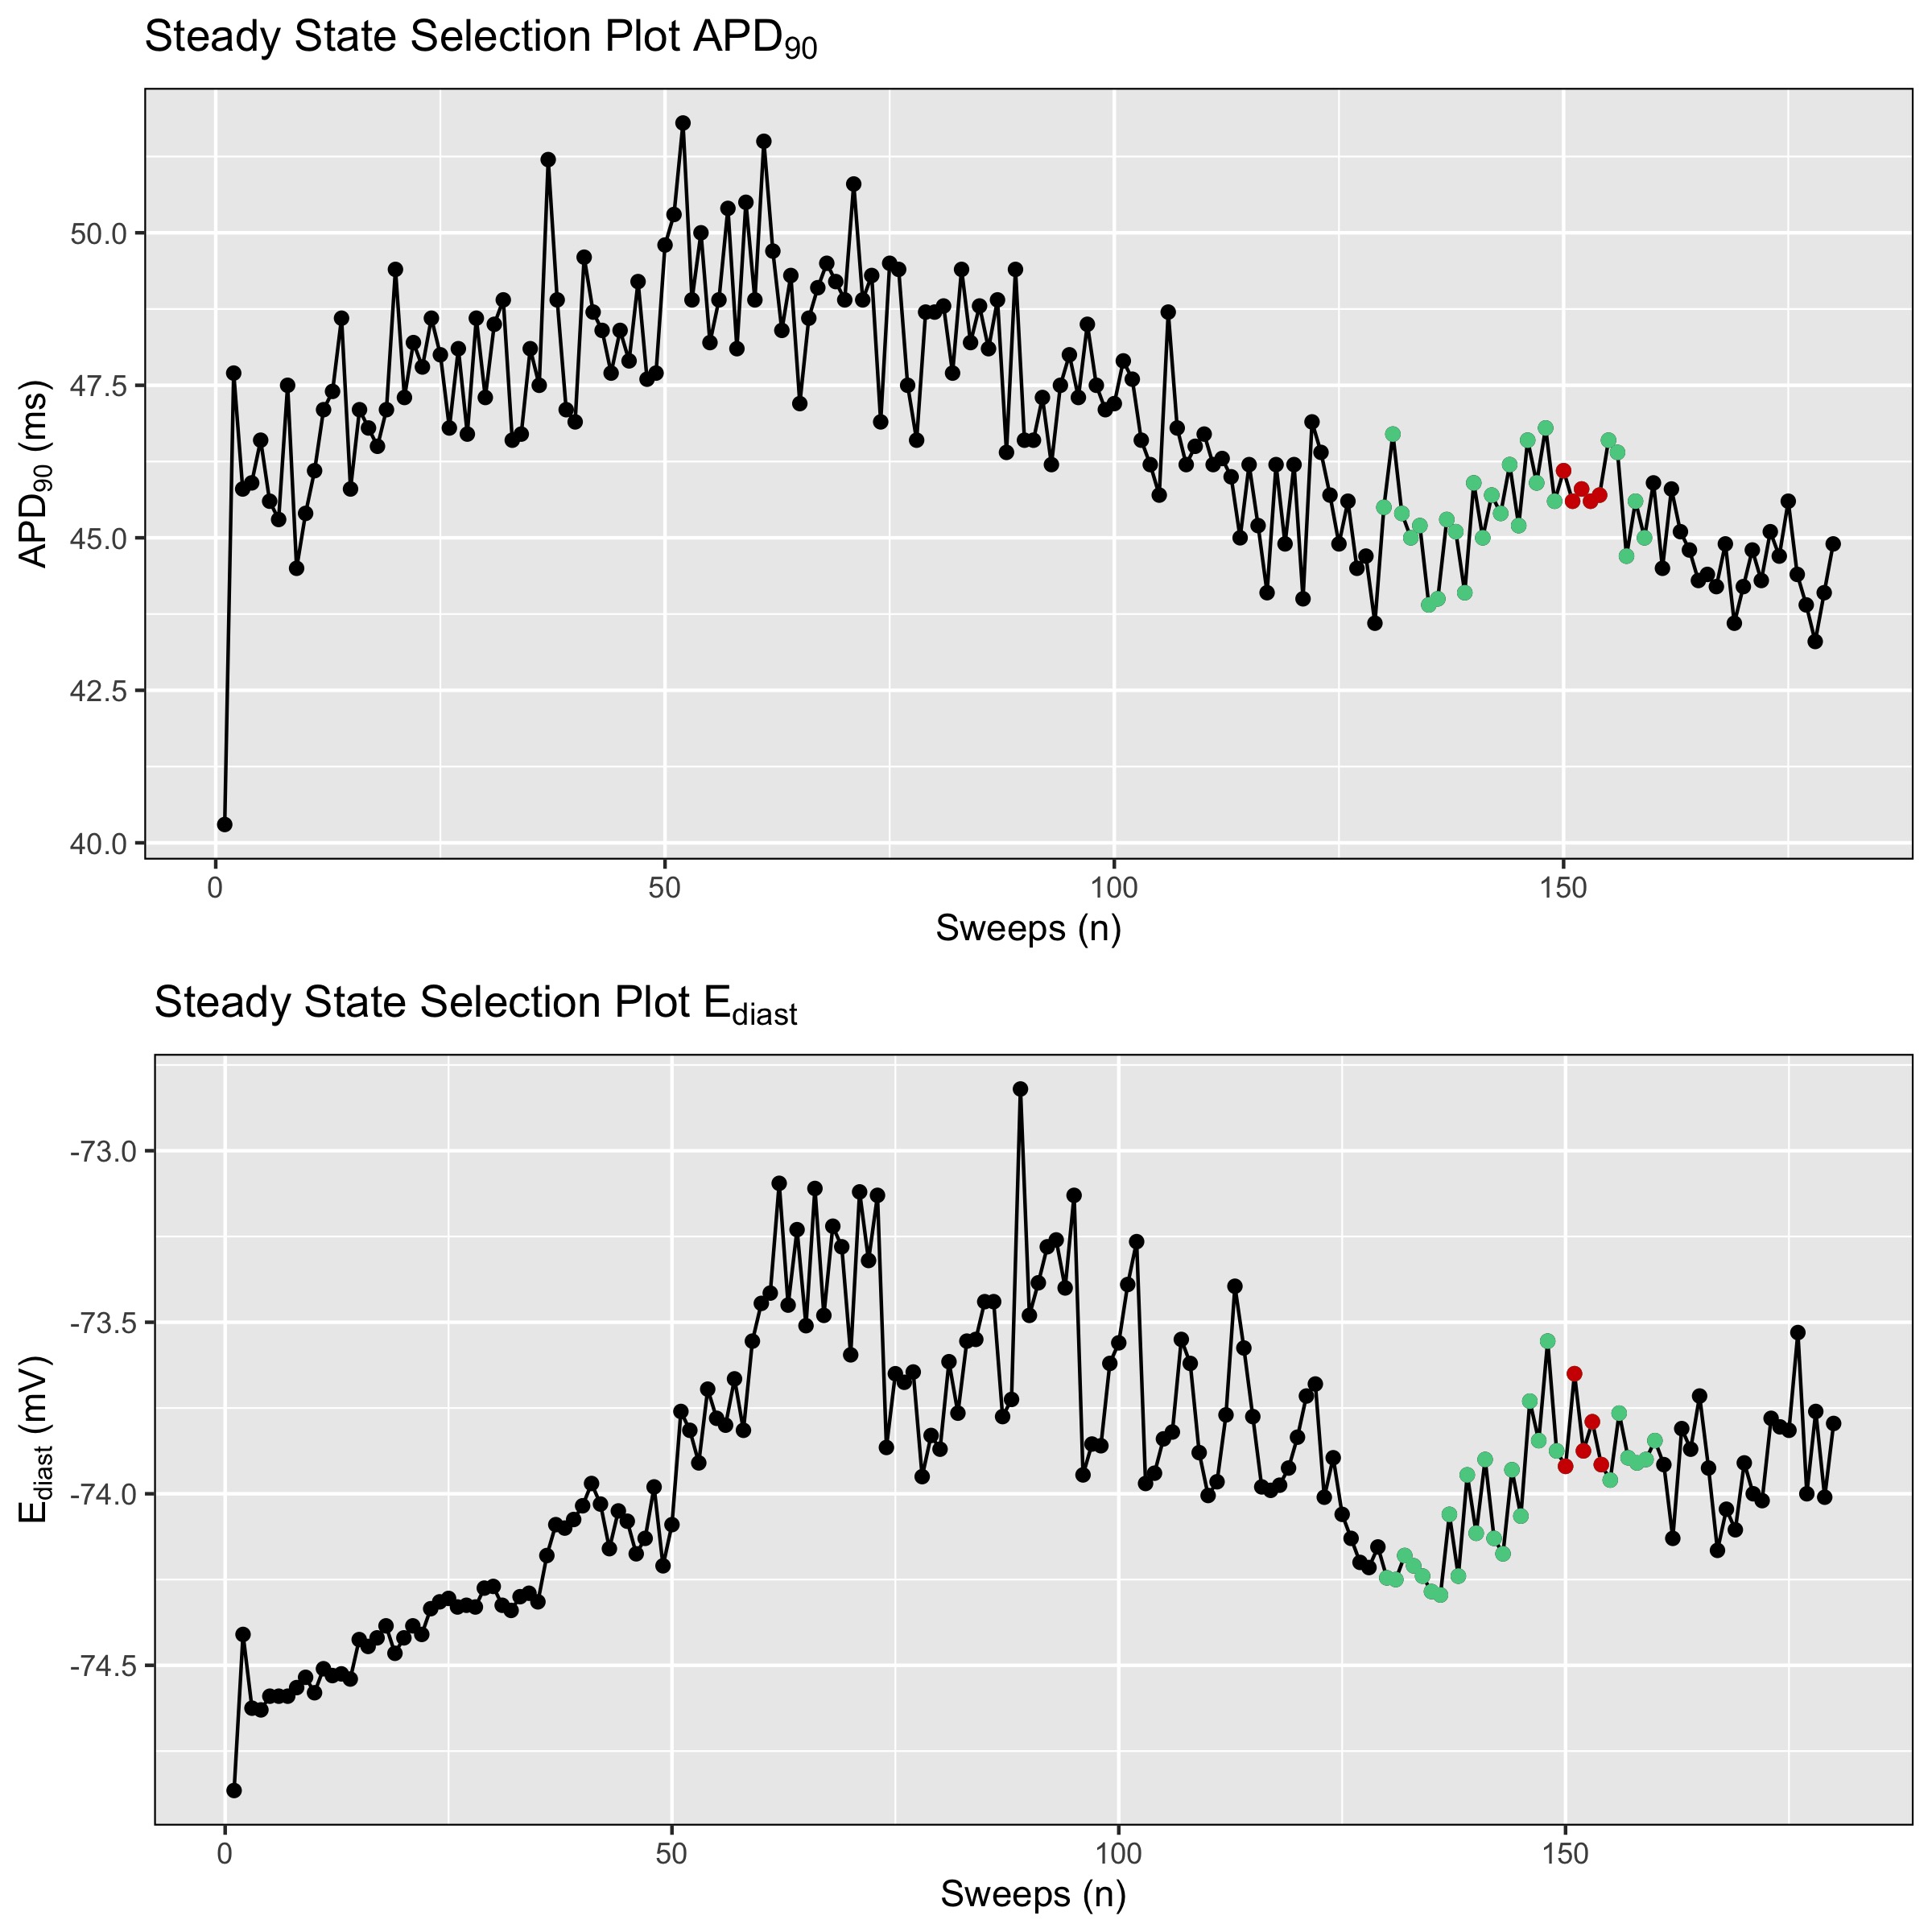 Steady State Selection Plot APD90
APD90 (ms)
50.0
47.5
45.0
42.5
40.0
0 50 100 150
Sweeps (n)
Steady State Selection Plot Ediast
Ediast (mV)
-73.0
-73.5
-74.0
-74.5
0 50 100 150
Sweeps (n)